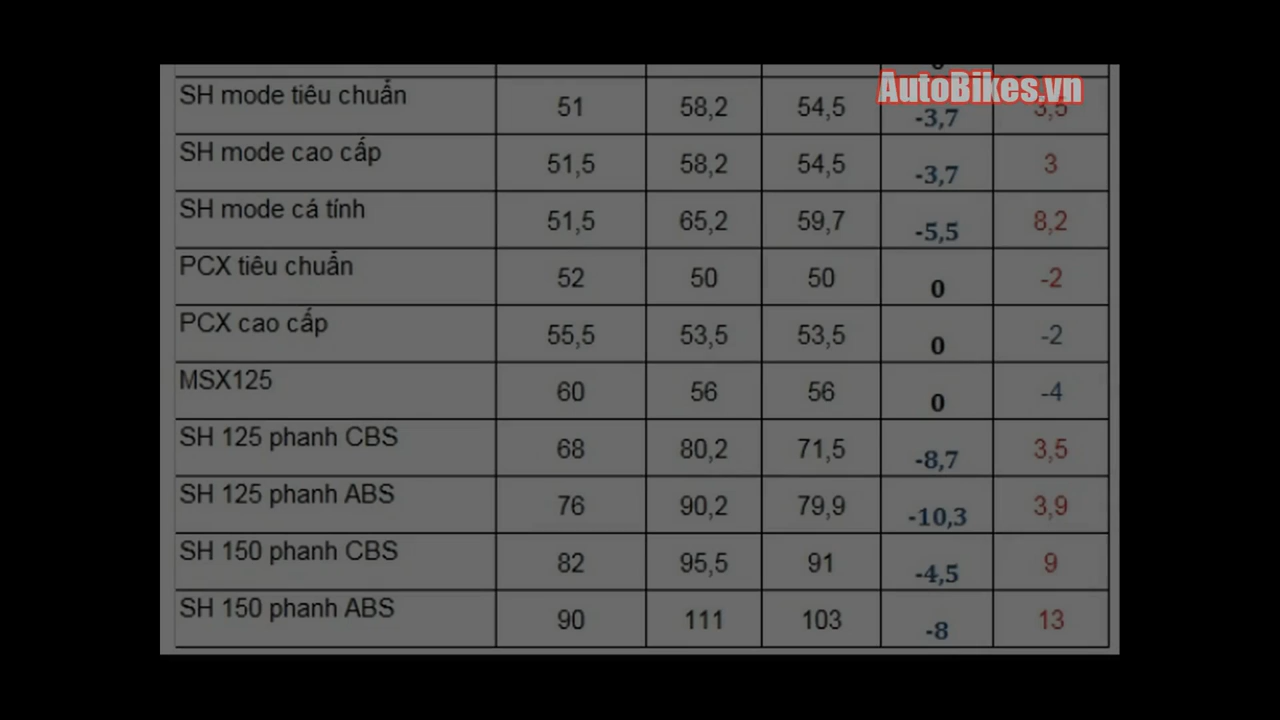 AutoBikes.vn
SH mode tiêu chuẩn 51 58,2 54,5 -3,7 3,5
SH mode cao cấp 51,5 58,2 54,5 -3,7 3
SH mode cá tính 51,5 65,2 59,7 -5,5 8,2
PCX tiêu chuẩn 52 50 50 0 -2
PCX cao cấp 55,5 53,5 53,5 0 -2
MSX125 60 56 56 0 -4
SH 125 phanh CBS 68 80,2 71,5 -8,7 3,5
SH 125 phanh ABS 76 90,2 79,9 -10,3 3,9
SH 150 phanh CBS 82 95,5 91 -4,5 9
SH 150 phanh ABS 90 111 103 -8 13